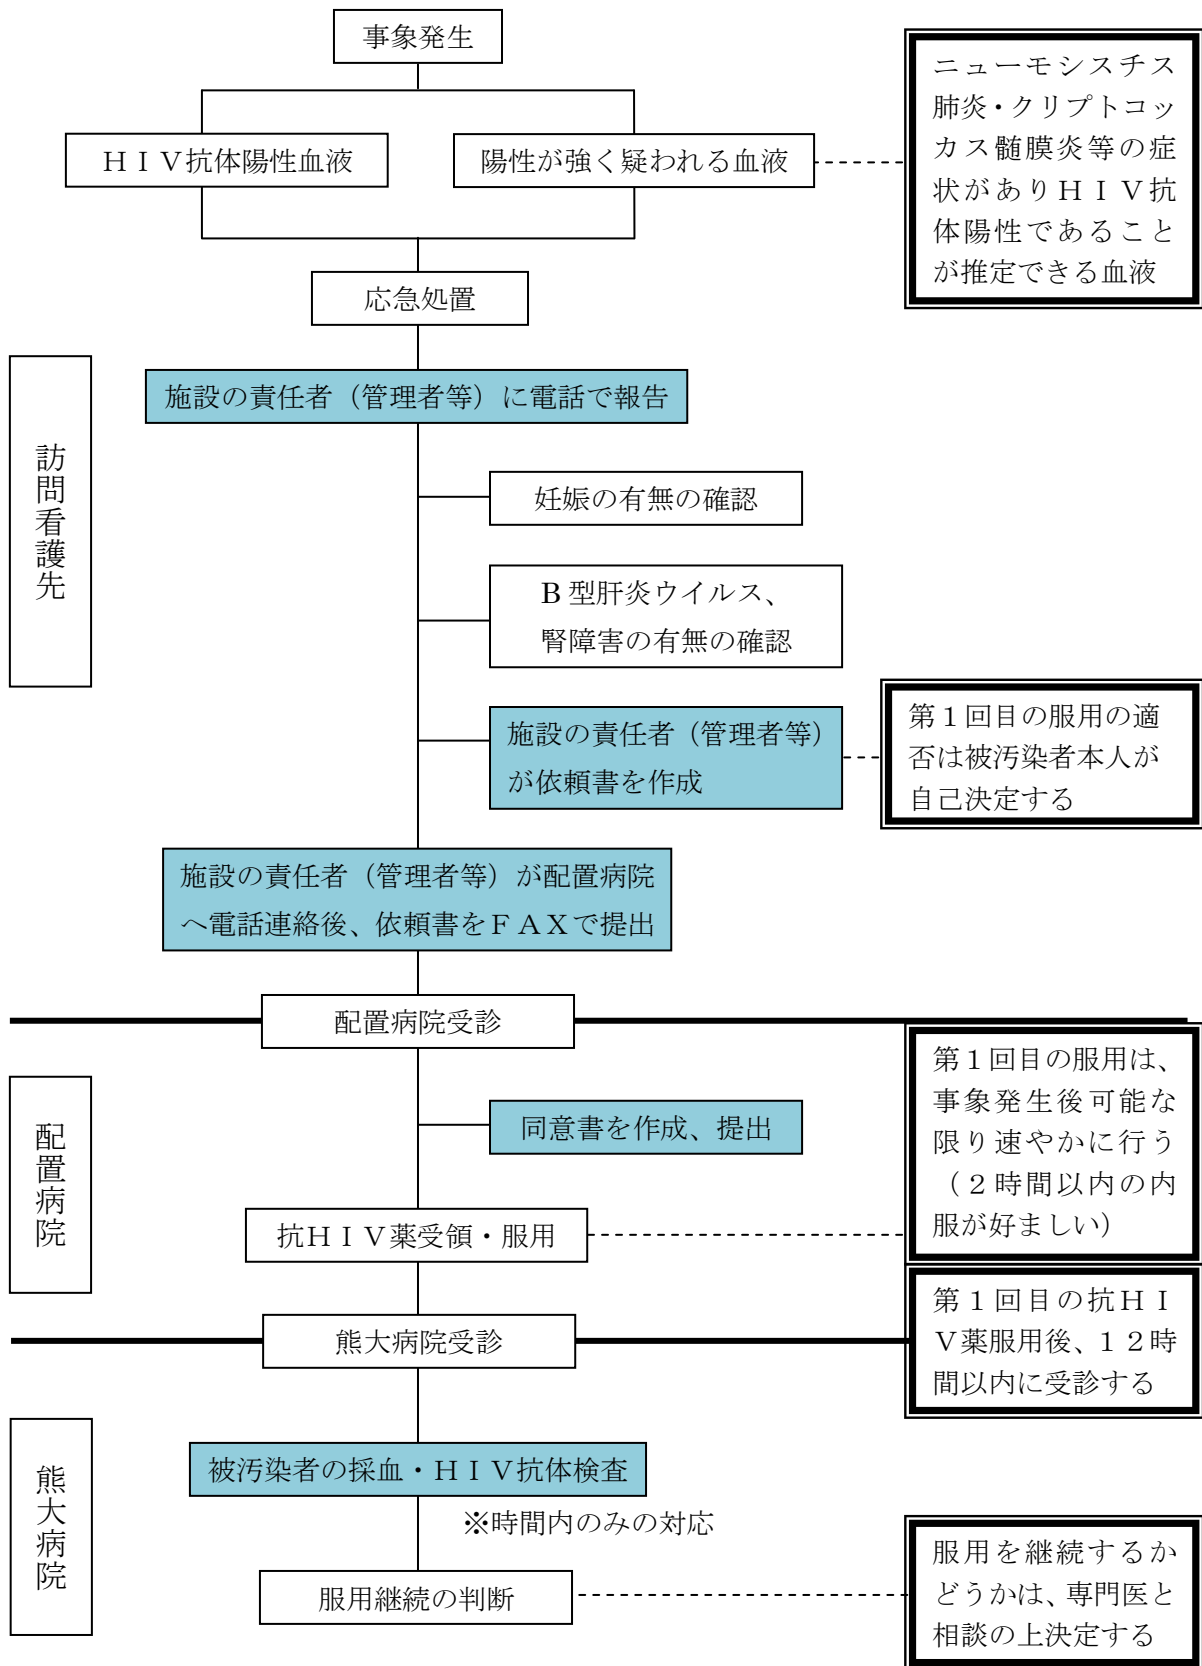 事象発生
ＨＩＶ抗体陽性血液
陽性が強く疑われる血液
ニューモシスチス
肺炎・クリプトコッ
カス髄膜炎等の症
状がありＨＩＶ抗
体陽性であること
が推定できる血液
応急処置
訪問看護先
施設の責任者（管理者等）に電話で報告
妊娠の有無の確認
B 型肝炎ウイルス、
腎障害の有無の確認
施設の責任者（管理者等）
が依頼書を作成
第１回目の服用の適
否は被汚染者本人が
自己決定する
施設の責任者（管理者等）が配置病院
へ電話連絡後、依頼書をＦＡＸで提出
配置病院受診
配置病院
同意書を作成、提出
第１回目の服用は、
事象発生後可能な
限り速やかに行う
（２時間以内の内
服が好ましい）
抗ＨＩＶ薬受領・服用
熊大病院受診
第１回目の抗ＨＩ
Ｖ薬服用後、１２時
間以内に受診する
熊大病院
被汚染者の採血・ＨＩＶ抗体検査
※時間内のみの対応
服用継続の判断
服用を継続するか
どうかは、専門医と
相談の上決定する